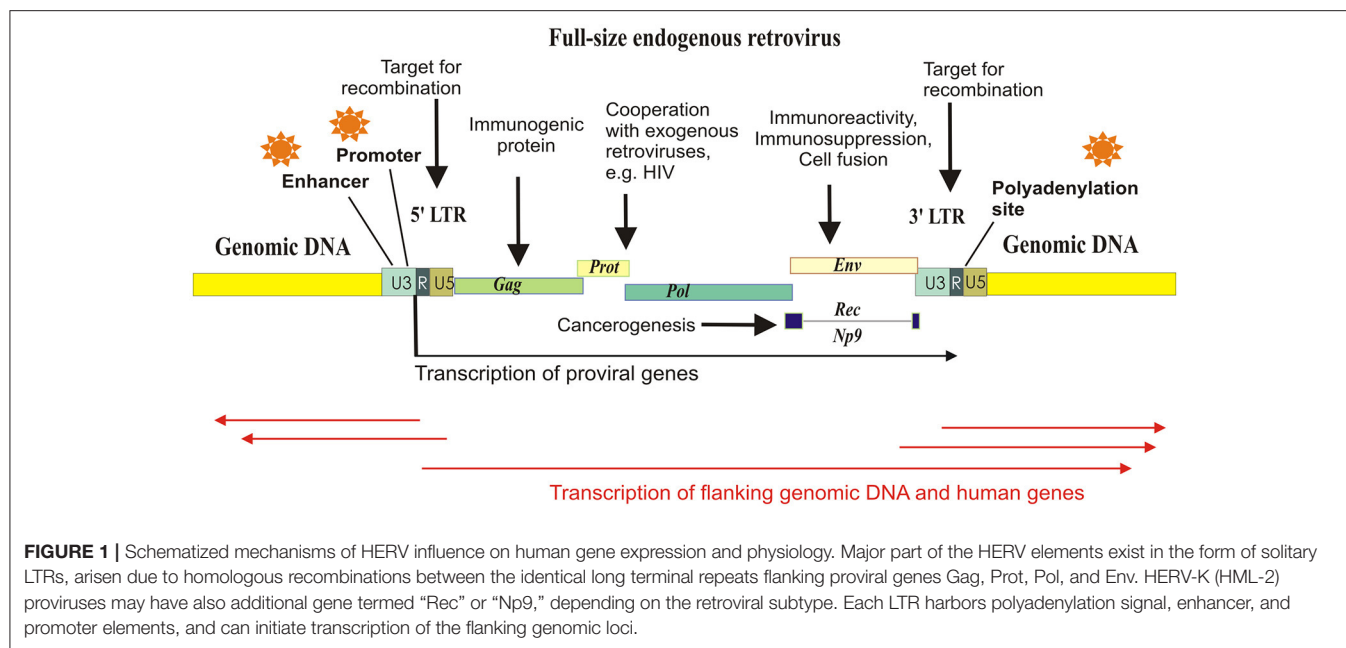 Full-size endogenous retrovirus
Target for
recombination
Target for
recombination
Immunogenic
protein
Cooperation
with exogenous
retroviruses,
e.g. HIV
Immunoreactivity,
Immunosuppression,
Cell fusion
Promoter
Enhancer
5' LTR
3' LTR
Polyadenylation
site
Genomic DNA
Genomic DNA
U3 R U5
Gag
Prot
Pol
Env
U3 R U5
Cancerogenesis
Rec
Np9
Transcription of proviral genes
Transcription of flanking genomic DNA and human genes
FIGURE 1 | Schematized mechanisms of HERV influence on human gene expression and physiology. Major part of the HERV elements exist in the form of solitary
LTRs, arisen due to homologous recombinations between the identical long terminal repeats flanking proviral genes Gag, Prot, Pol, and Env. HERV-K (HML-2)
proviruses may have also additional gene termed “Rec” or “Np9,” depending on the retroviral subtype. Each LTR harbors polyadenylation signal, enhancer, and
promoter elements, and can initiate transcription of the flanking genomic loci.